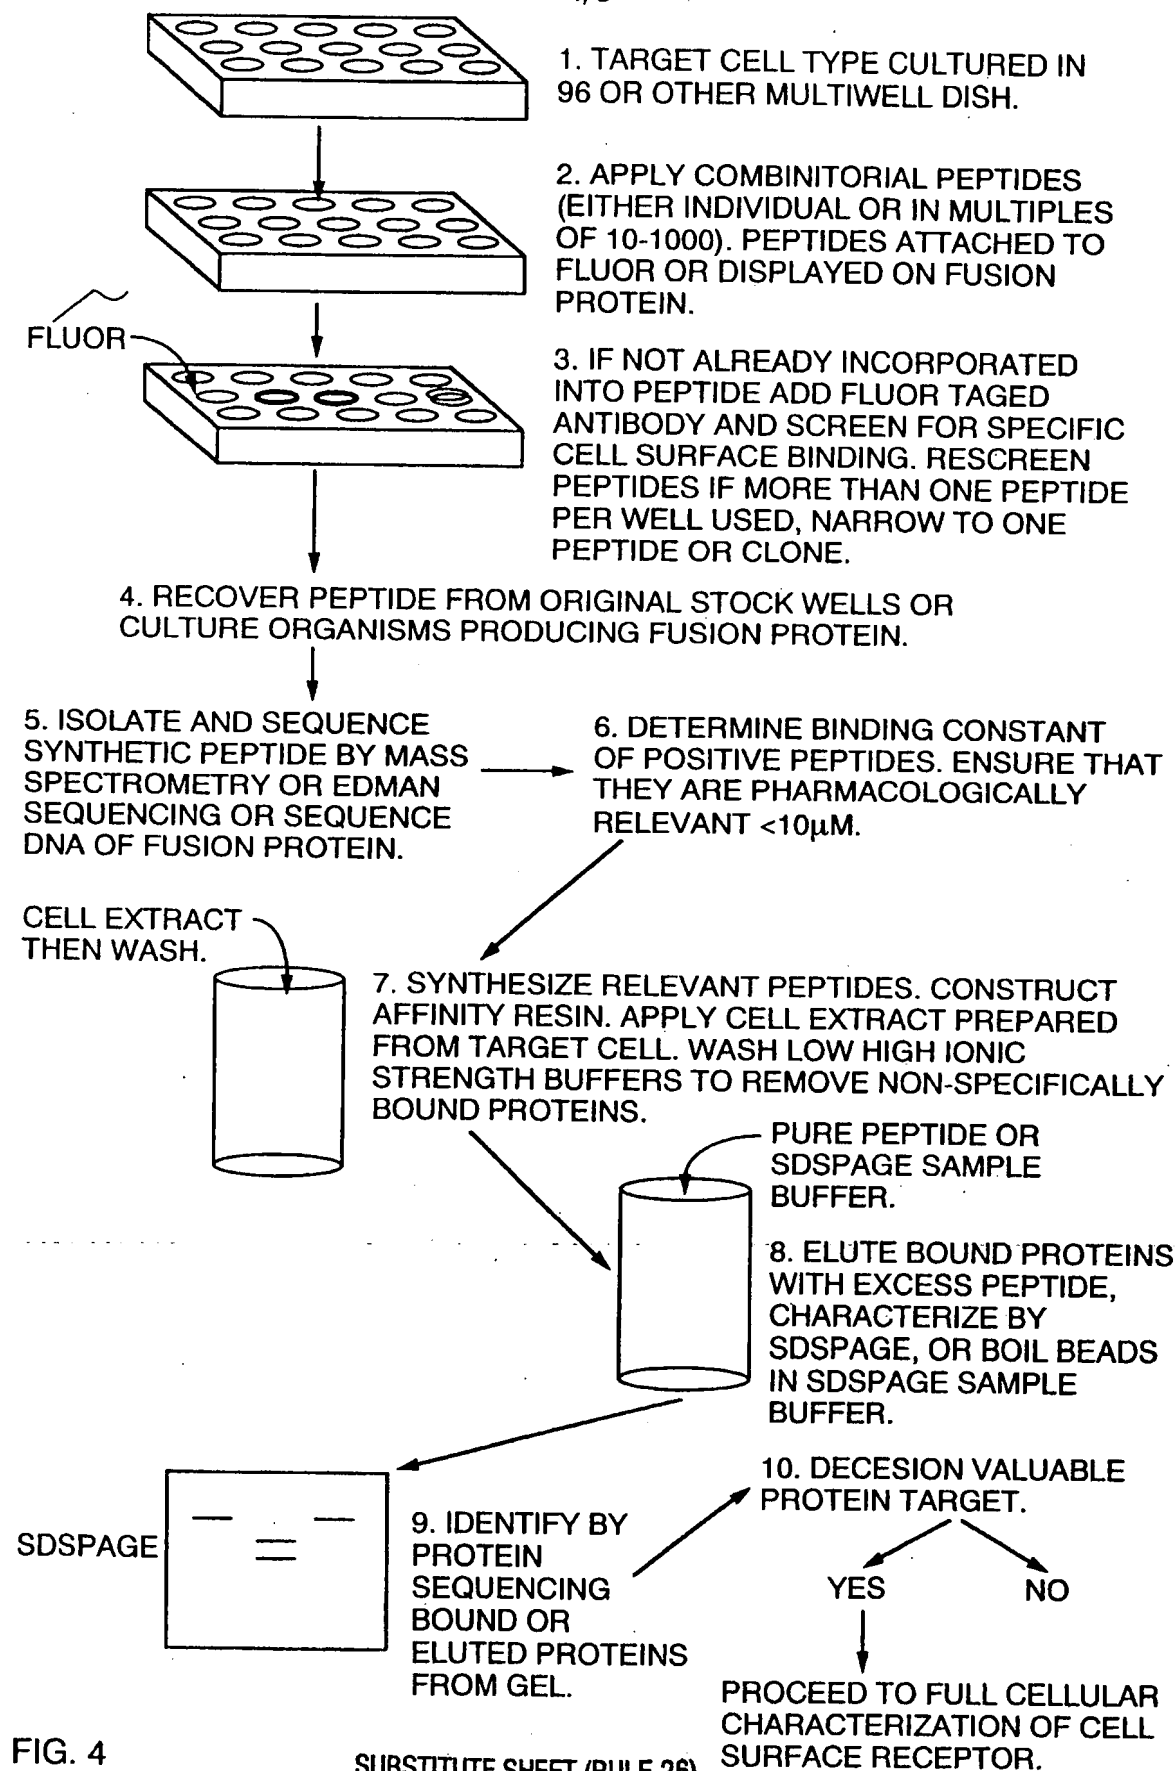 1. TARGET CELL TYPE CULTURED IN
96 OR OTHER MULTIWELL DISH.
2. APPLY COMBINITORIAL PEPTIDES
(EITHER INDIVIDUAL OR IN MULTIPLES
OF 10-1000). PEPTIDES ATTACHED TO
FLUOR OR DISPLAYED ON FUSION
PROTEIN.
FLUOR
3. IF NOT ALREADY INCORPORATED
INTO PEPTIDE ADD FLUOR TAGED
ANTIBODY AND SCREEN FOR SPECIFIC
CELL SURFACE BINDING. RESCREEN
PEPTIDES IF MORE THAN ONE PEPTIDE
PER WELL USED, NARROW TO ONE
PEPTIDE OR CLONE.
4. RECOVER PEPTIDE FROM ORIGINAL STOCK WELLS OR
CULTURE ORGANISMS PRODUCING FUSION PROTEIN.
5. ISOLATE AND SEQUENCE
SYNTHETIC PEPTIDE BY MASS
SPECTROMETRY OR EDMAN
SEQUENCING OR SEQUENCE
DNA OF FUSION PROTEIN.
6. DETERMINE BINDING CONSTANT
OF POSITIVE PEPTIDES. ENSURE THAT
THEY ARE PHARMACOLOGICALLY
RELEVANT <10µM.
CELL EXTRACT
THEN WASH.
7. SYNTHESIZE RELEVANT PEPTIDES. CONSTRUCT
AFFINITY RESIN. APPLY CELL EXTRACT PREPARED
FROM TARGET CELL. WASH LOW HIGH IONIC
STRENGTH BUFFERS TO REMOVE NON-SPECIFICALLY
BOUND PROTEINS.
PURE PEPTIDE OR
SDSPAGE SAMPLE
BUFFER.
8. ELUTE BOUND PROTEINS
WITH EXCESS PEPTIDE,
CHARACTERIZE BY
SDSPAGE, OR BOIL BEADS
IN SDSPAGE SAMPLE
BUFFER.
SDSPAGE
9. IDENTIFY BY
PROTEIN
SEQUENCING
BOUND OR
ELUTED PROTEINS
FROM GEL.
10. DECESION VALUABLE
PROTEIN TARGET.
YES
NO
PROCEED TO FULL CELLULAR
CHARACTERIZATION OF CELL
SURFACE RECEPTOR.
FIG. 4
SUBSTITUTE SHEET (RULE 26)